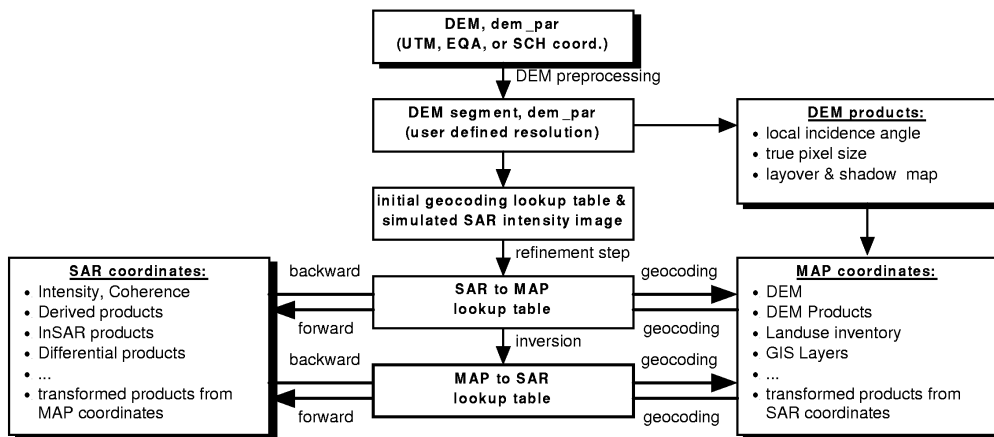 DEM, dem_par
(UTM, EQA, or SCH coord.)
DEM preprocessing
DEM segment, dem_par
(user defined resolution)
DEM products:
• local incidence angle
• true pixel size
• layover & shadow map
initial geocoding lookup table &
simulated SAR intensity image
refinement step
SAR coordinates:
• Intensity, Coherence
• Derived products
• InSAR products
• Differential products
• ...
• transformed products from
MAP coordinates
backward
forward
backward
forward
SAR to MAP
lookup table
inversion
MAP to SAR
lookup table
geocoding
geocoding
geocoding
geocoding
MAP coordinates:
• DEM
• DEM Products
• Landuse inventory
• GIS Layers
• ...
• transformed products from
SAR coordinates